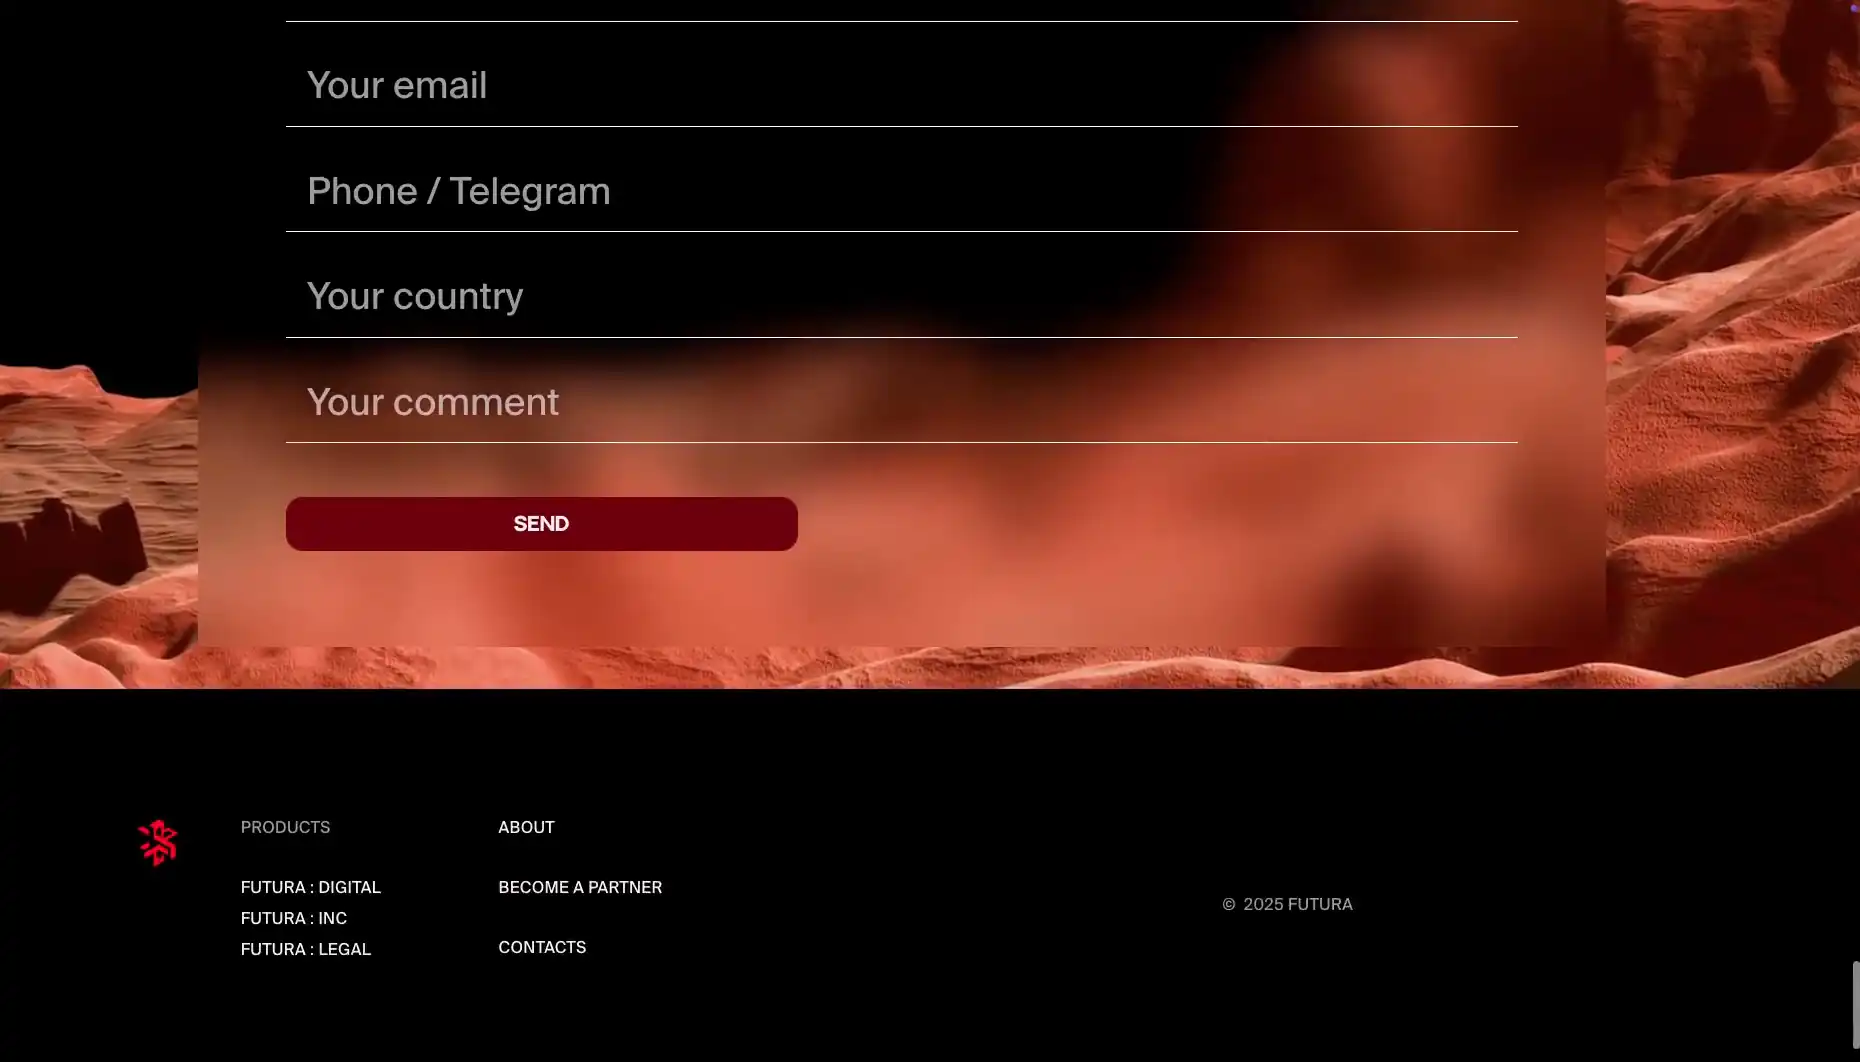 Your email
Phone / Telegram
Your country
Your comment
SEND
PRODUCTS
FUTURA : DIGITAL
FUTURA : INC
FUTURA : LEGAL
ABOUT
BECOME A PARTNER
CONTACTS
© 2025 FUTURA